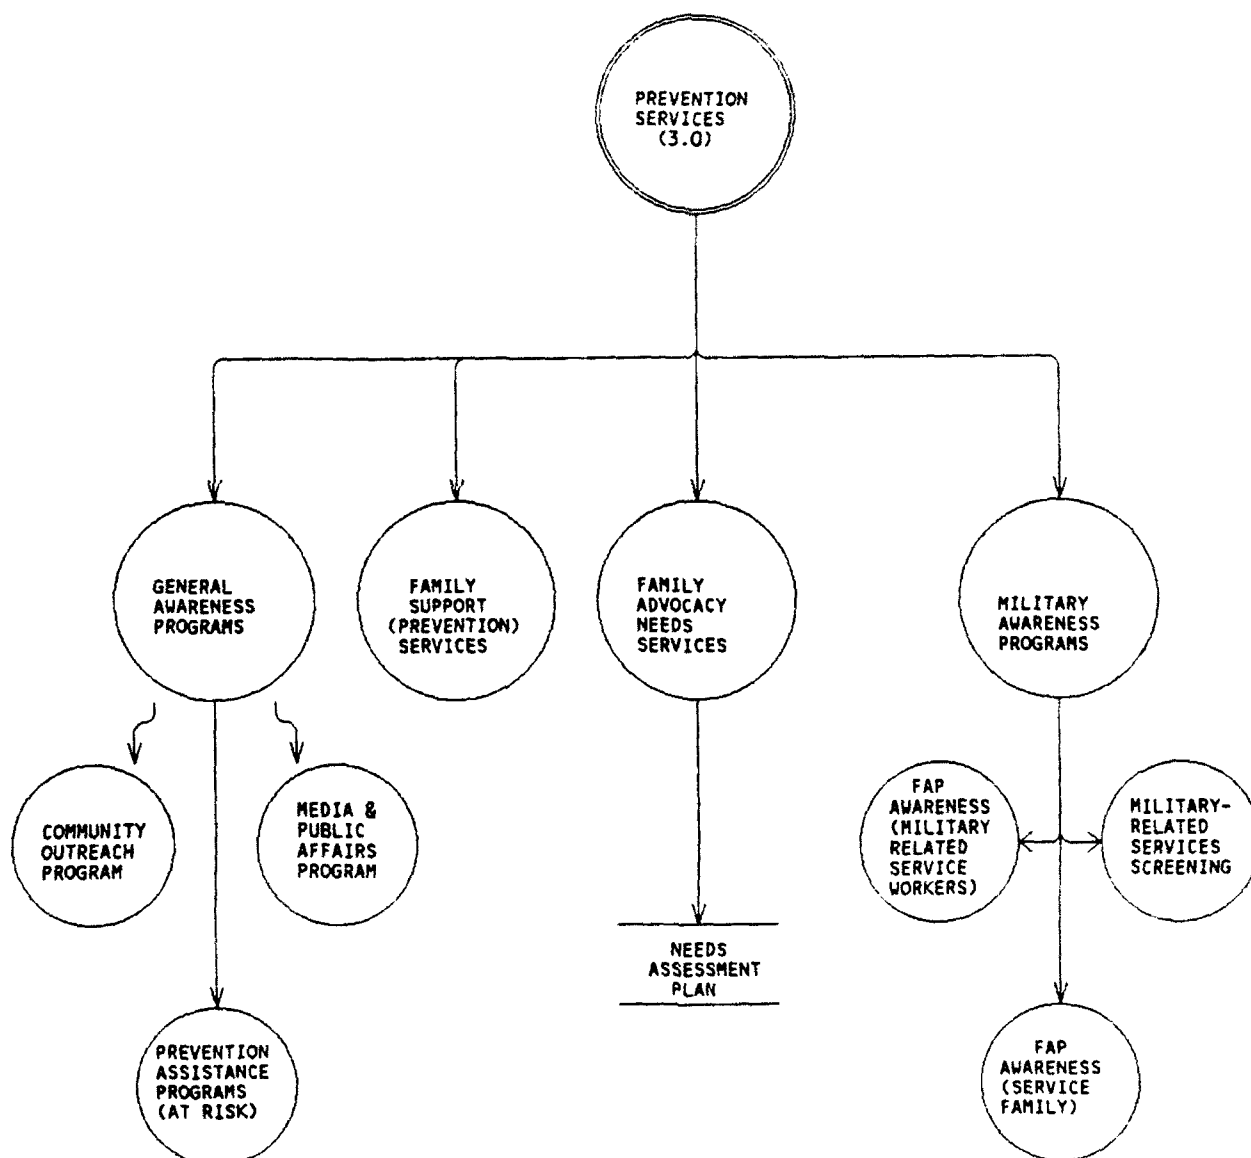 PREVENTION
SERVICES
(3.0)
GENERAL
AWARENESS
PROGRAMS
FAMILY
SUPPORT
(PREVENTION)
SERVICES
FAMILY
ADVOCACY
NEEDS
SERVICES
MILITARY
AWARENESS
PROGRAMS
COMMUNITY
OUTREACH
PROGRAM
MEDIA &
PUBLIC
AFFAIRS
PROGRAM
FAP
AWARENESS
(MILITARY
RELATED
SERVICE
WORKERS)
MILITARY-
RELATED
SERVICES
SCREENING
NEEDS
ASSESSMENT
PLAN
PREVENTION
ASSISTANCE
PROGRAMS
(AT RISK)
FAP
AWARENESS
(SERVICE
FAMILY)